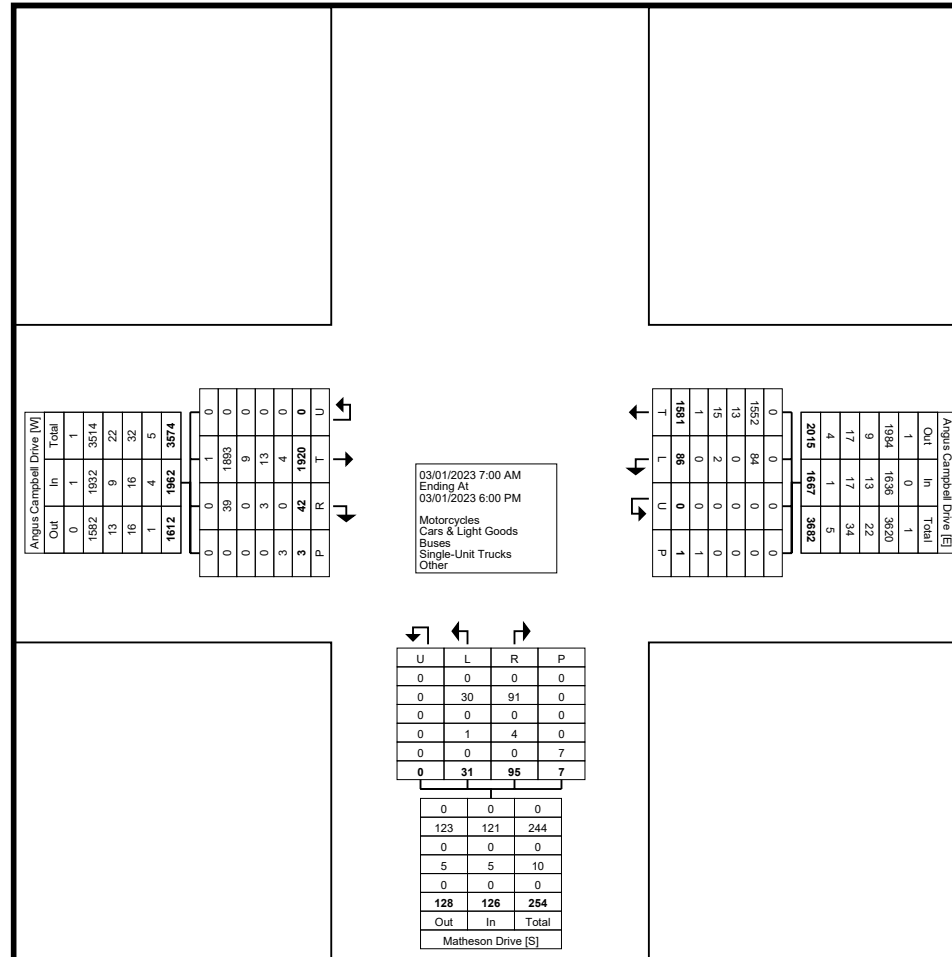 Angus Campbell Drive [W]
Out In Total
0 1 1
1582 1932 3514
13 9 22
16 16 32
1 4 5
1612 1962 3574
0 0 1 0
0 39 1893 0
0 0 9 0
0 3 13 0
3 0 4 0
3 42 1920 0
P R T U
03/01/2023 7:00 AM
Ending At
03/01/2023 6:00 PM
Motorcycles
Cars & Light Goods
Buses
Single-Unit Trucks
Other
Angus Campbell Drive [E]
Out In Total
1 0 1
1984 1636 3620
9 13 22
17 17 34
4 1 5
2015 1667 3682
0 0 0 0
1552 84 0 0
13 0 0 0
15 2 0 0
1 0 0 1
1581 86 0 1
T L U P
U L R P
0 0 0 0
0 30 91 0
0 0 0 0
0 1 4 0
0 0 0 7
0 31 95 7
0 0 0
123 121 244
0 0 0
5 5 10
0 0 0
128 126 254
Out In Total
Matheson Drive [S]